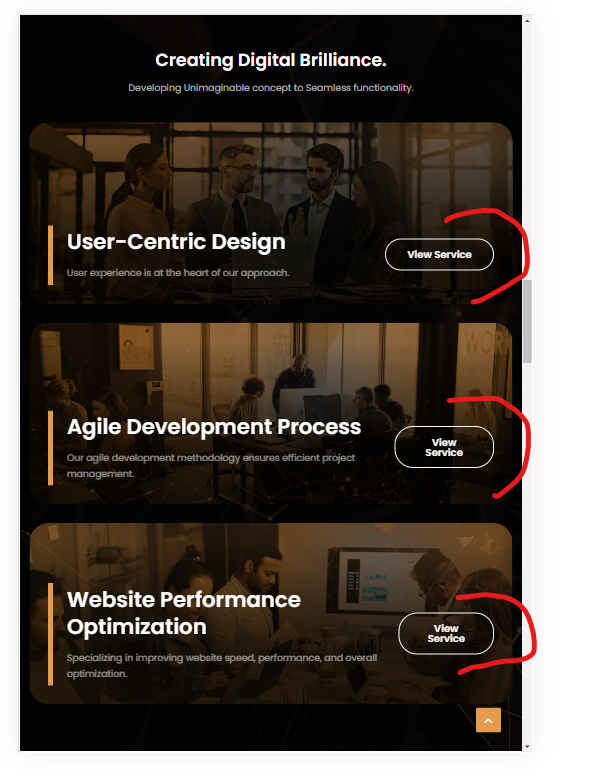 Creating Digital Brilliance.
Developing Unimaginable concept to Seamless functionality.
User-Centric Design
User experience is at the heart of our approach.
View Service
Agile Development Process
Our agile development methodology ensures efficient project
management.
View
Service
Website Performance
Optimization
Specializing in improving website speed, performance, and overall
optimization.
View
Service